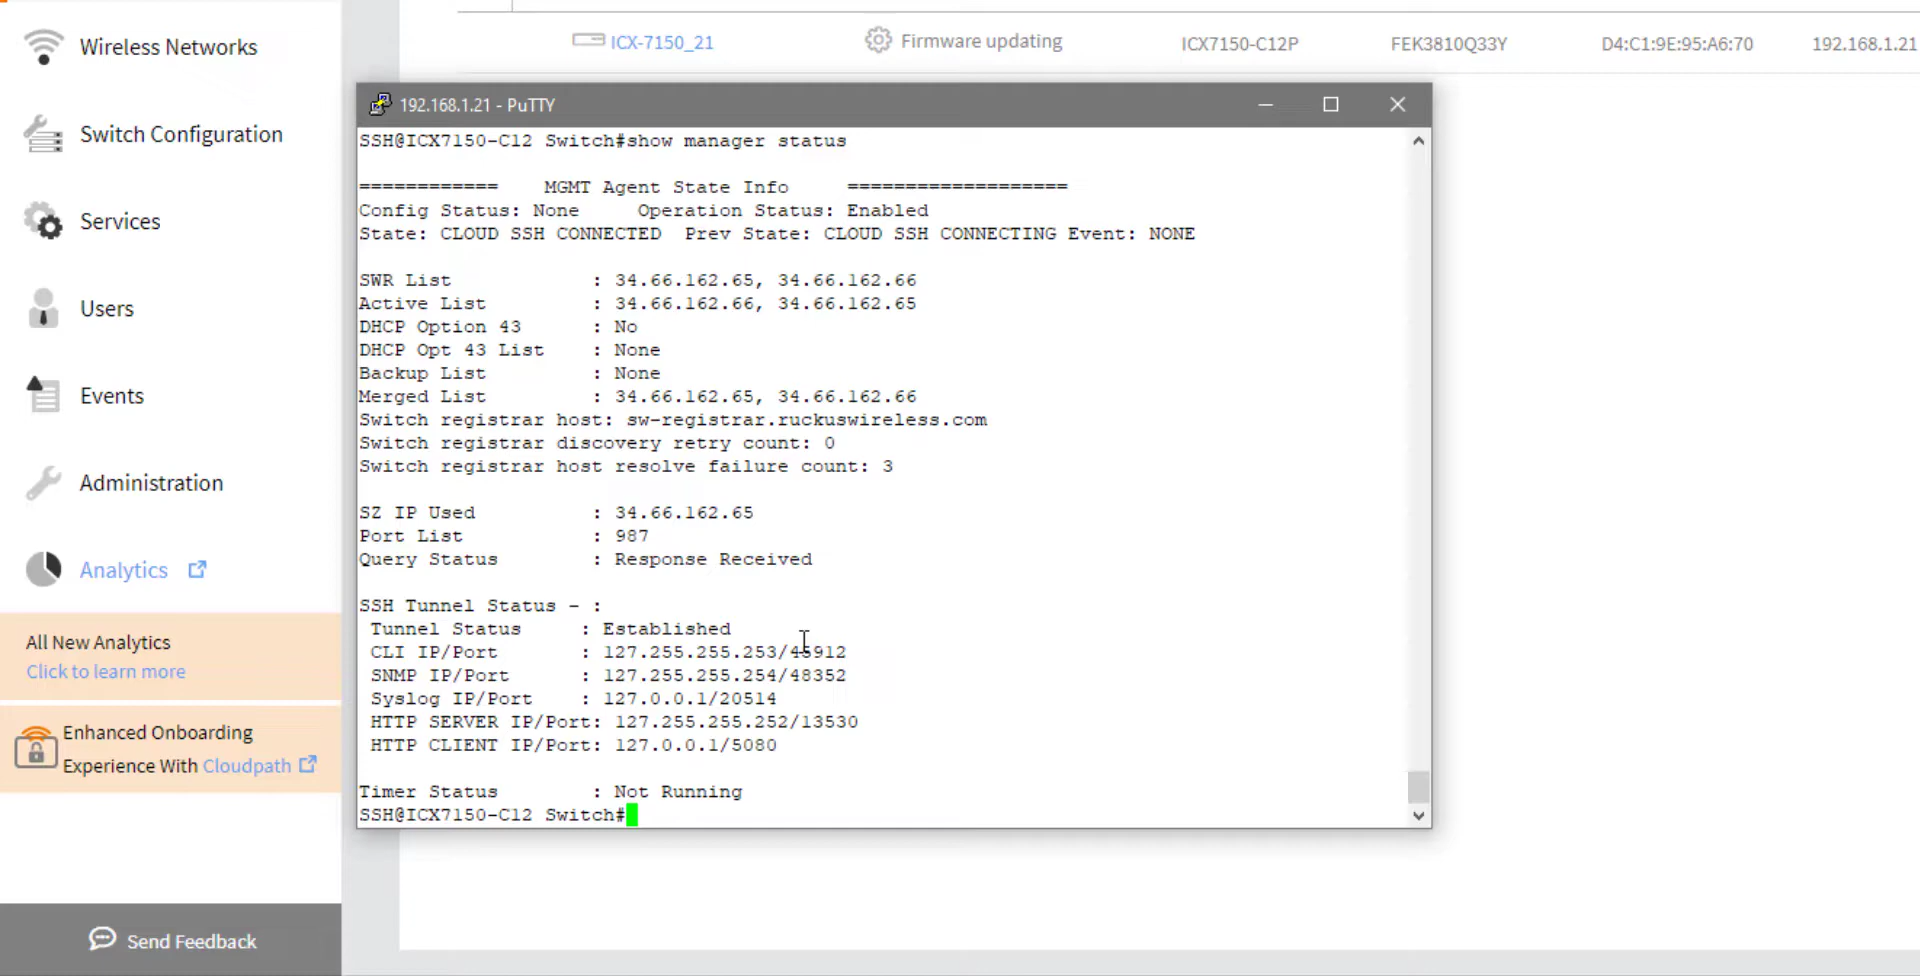 Wireless Networks
Switch Configuration
Services
Users
Events
Administration
Analytics
All New Analytics
Click to learn more
Enhanced Onboarding
Experience With Cloudpath
Send Feedback
ICX-7150_21 Firmware updating ICX7150-C12P FEK3810Q33Y D4:C1:9E:95:A6:70 192.168.1.21
192.168.1.21 - PuTTY
SSH@ICX7150-C12 Switch#show manager status
============ MGMT Agent State Info ===================
Config Status: None Operation Status: Enabled
State: CLOUD SSH CONNECTED Prev State: CLOUD SSH CONNECTING Event: NONE
SWR List : 34.66.162.65, 34.66.162.66
Active List : 34.66.162.66, 34.66.162.65
DHCP Option 43 : No
DHCP Opt 43 List : None
Backup List : None
Merged List : 34.66.162.65, 34.66.162.66
Switch registrar host: sw-registrar.ruckuswireless.com
Switch registrar discovery retry count: 0
Switch registrar host resolve failure count: 3
SZ IP Used : 34.66.162.65
Port List : 987
Query Status : Response Received
SSH Tunnel Status - :
Tunnel Status : Established
CLI IP/Port : 127.255.255.253/45912
SNMP IP/Port : 127.255.255.254/48352
Syslog IP/Port : 127.0.0.1/20514
HTTP SERVER IP/Port: 127.255.255.252/13530
HTTP CLIENT IP/Port: 127.0.0.1/5080
Timer Status : Not Running
SSH@ICX7150-C12 Switch#